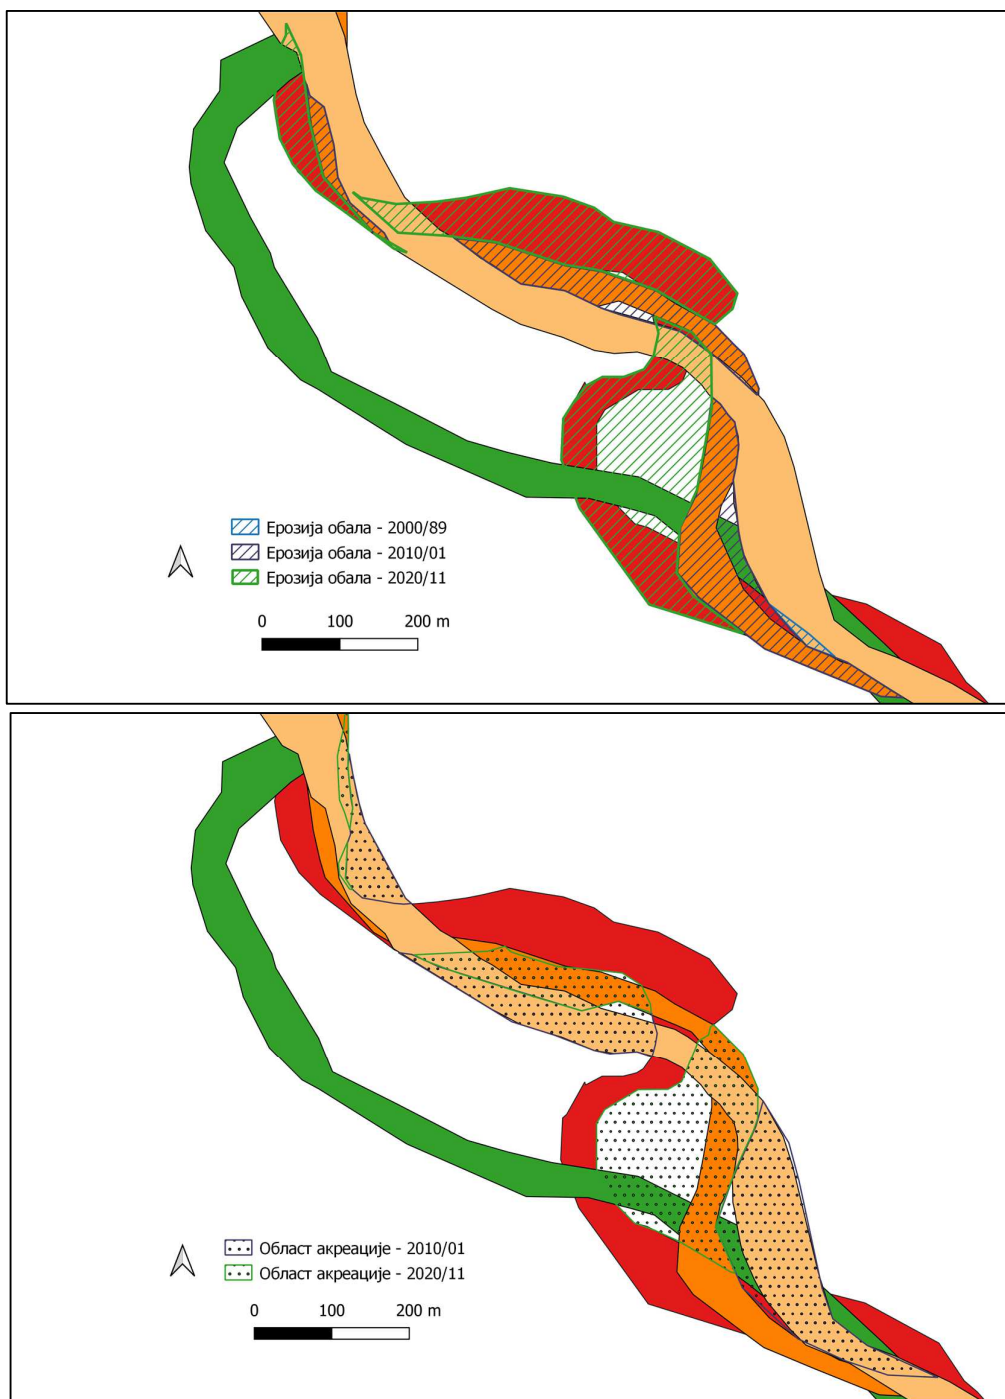 Ерозија обала - 2000/89
Ерозија обала - 2010/01
Ерозија обала - 2020/11
0 100 200 m
Област акреације - 2010/01
Област акреације - 2020/11
0 100 200 m